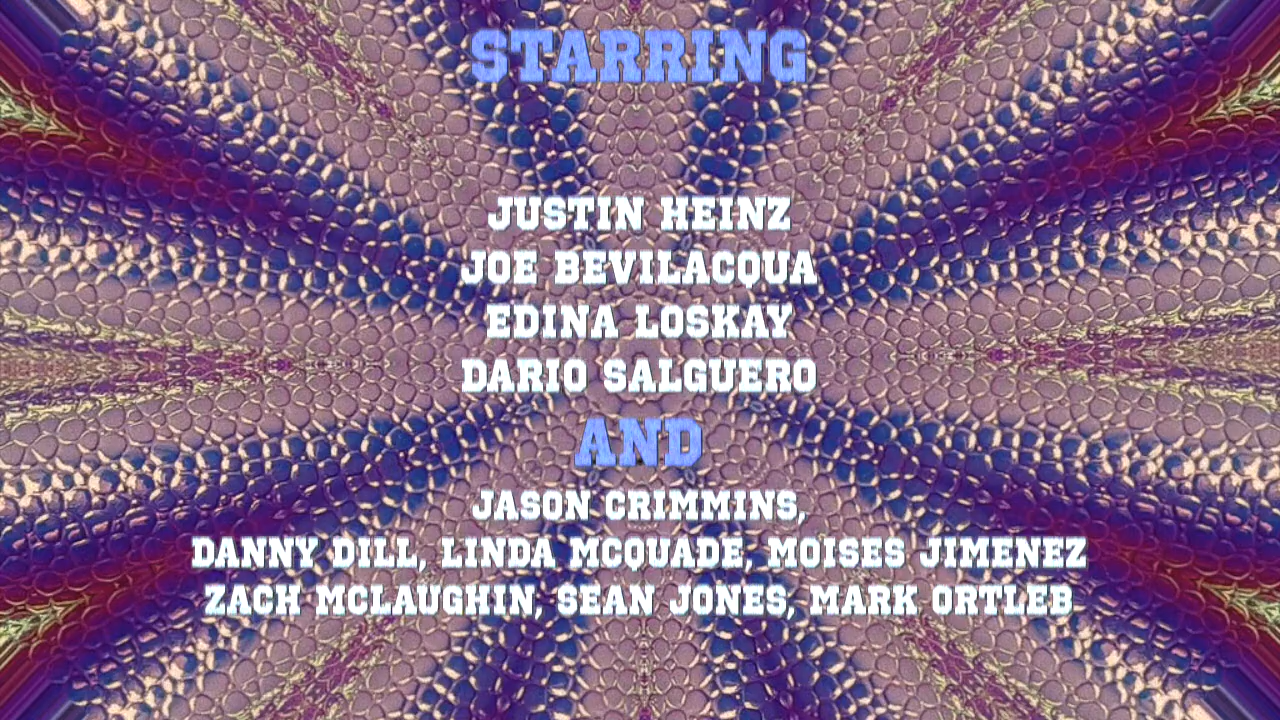 STARRING
JUSTIN HEINZ
JOE BEVILACQUA
EDINA LOSKAY
DARIO SALGUERO
AND
JASON CRIMMINS,
DANNY DILL, LINDA MCQUADE, MOISES JIMENEZ
ZACH MCLAUGHIN, SEAN JONES, MARK ORTLEB